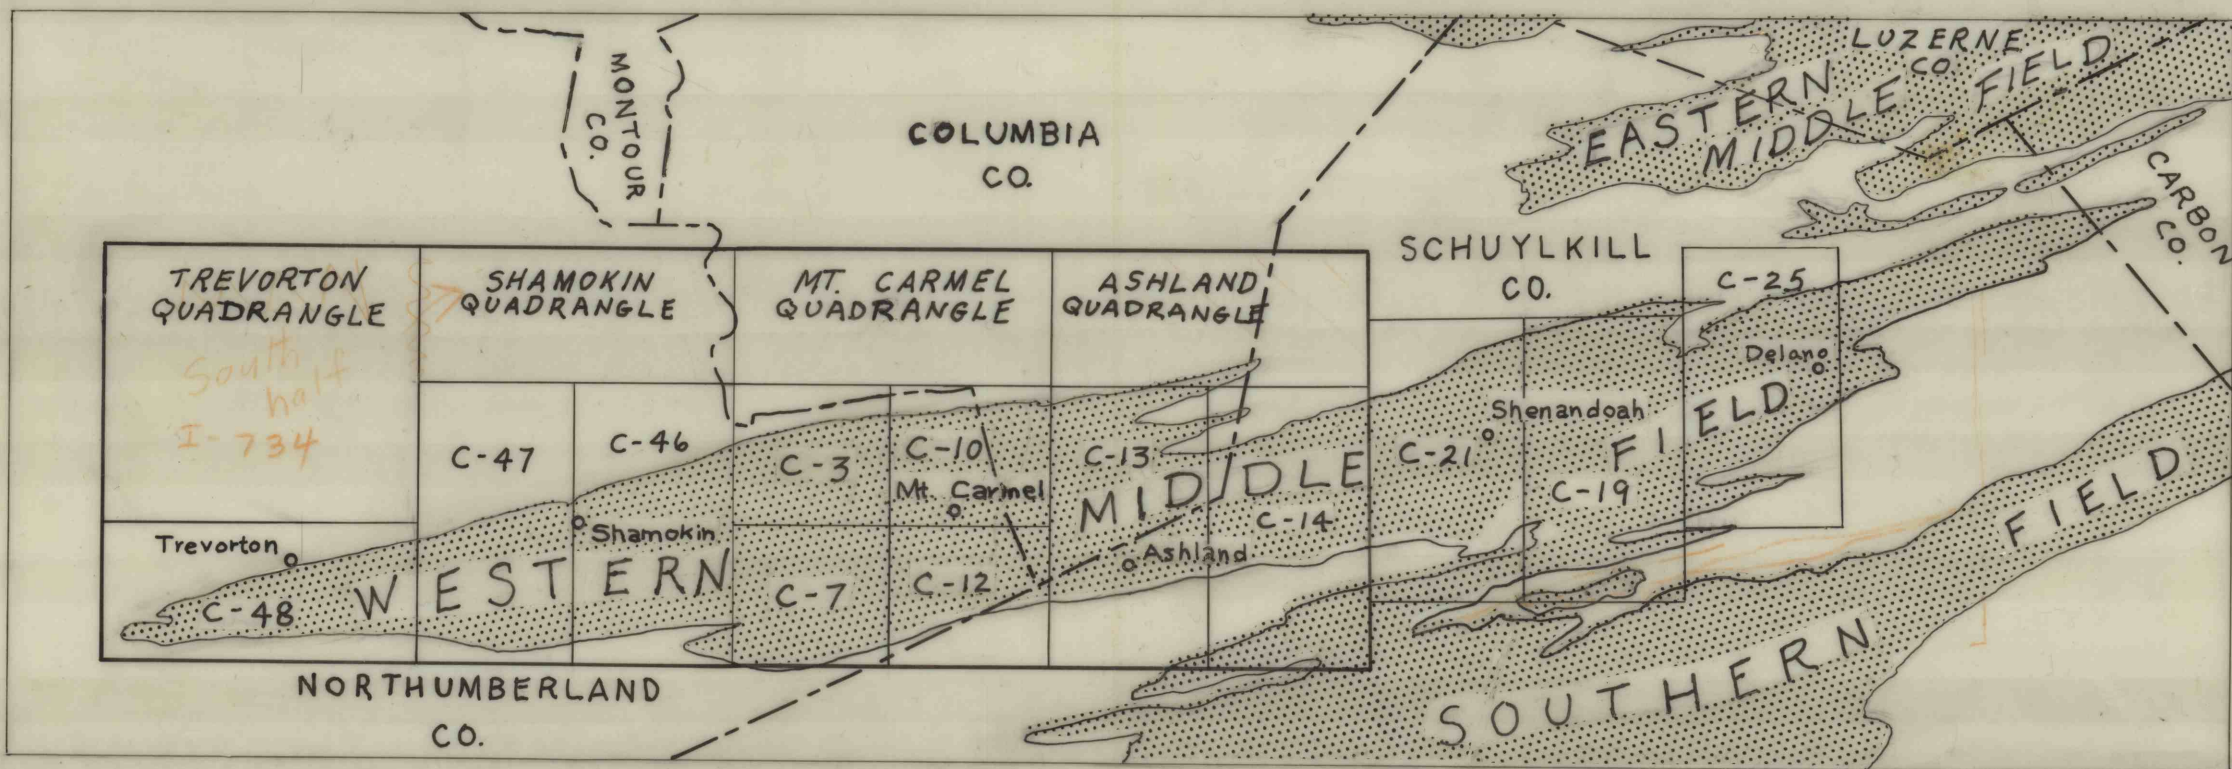 MONTOUR
CO.
COLUMBIA
CO.
LUZERNE
CO
EASTERN
MIDDLE FIELD
CARBON
CO.
SCHUYLKILL
CO.
TREVORTON
QUADRANGLE
SHAMOKIN
QUADRANGLE
MT. CARMEL
QUADRANGLE
ASHLAND
QUADRANGLE
South
half
I-734
C-25
Delano
C-47
C-46
C-3
C-10
Mt. Carmel
C-13
C-21
Shenandoah
C-19
C-14
Trevorton
Shamokin
Ashland
C-48
C-7
C-12
WESTERN MIDDLE FIELD
SOUTHERN FIELD
NORTHUMBERLAND
CO.